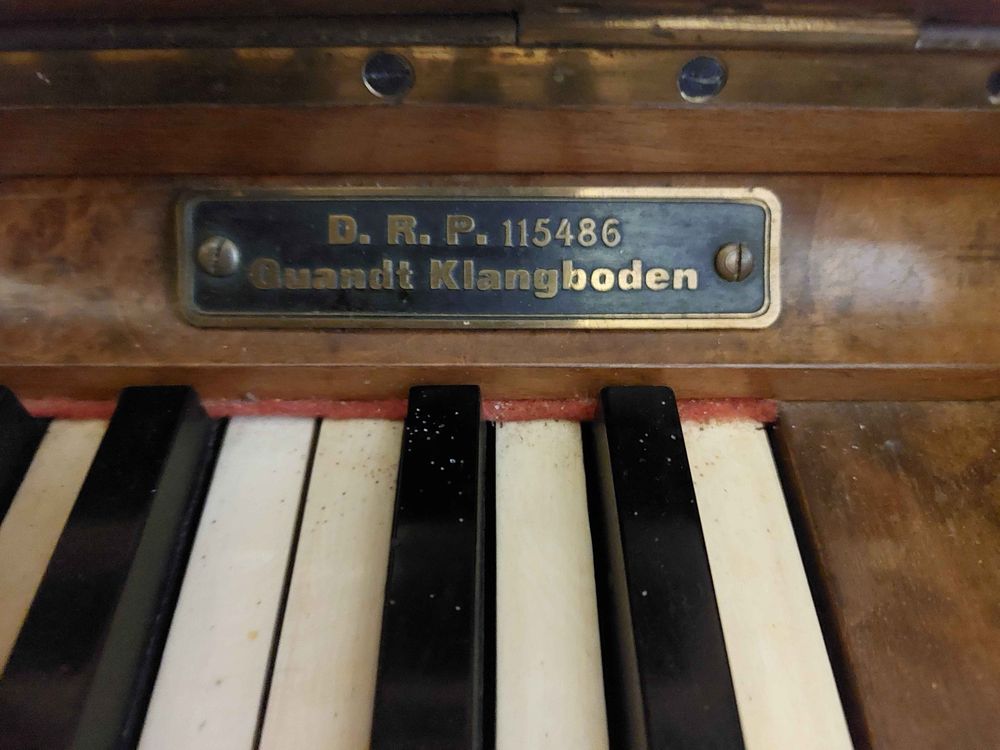 D. R. P. 115486
Quandt Klangboden